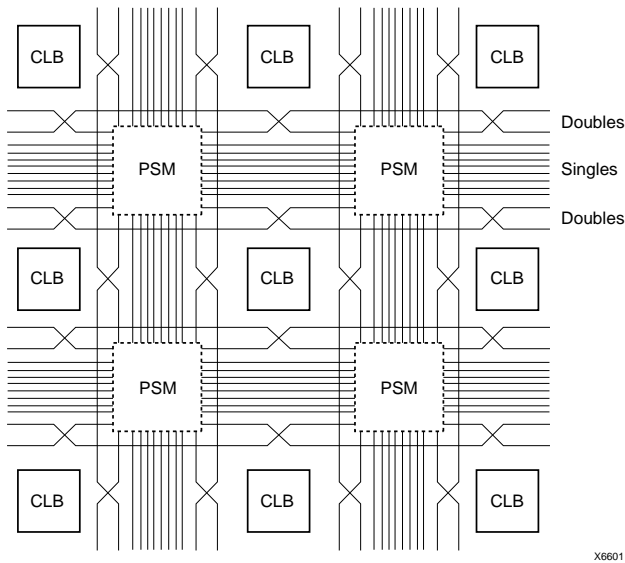 CLB CLB CLB
Doubles
PSM PSM Singles
Doubles
CLB CLB CLB
PSM PSM
CLB CLB CLB
X6601